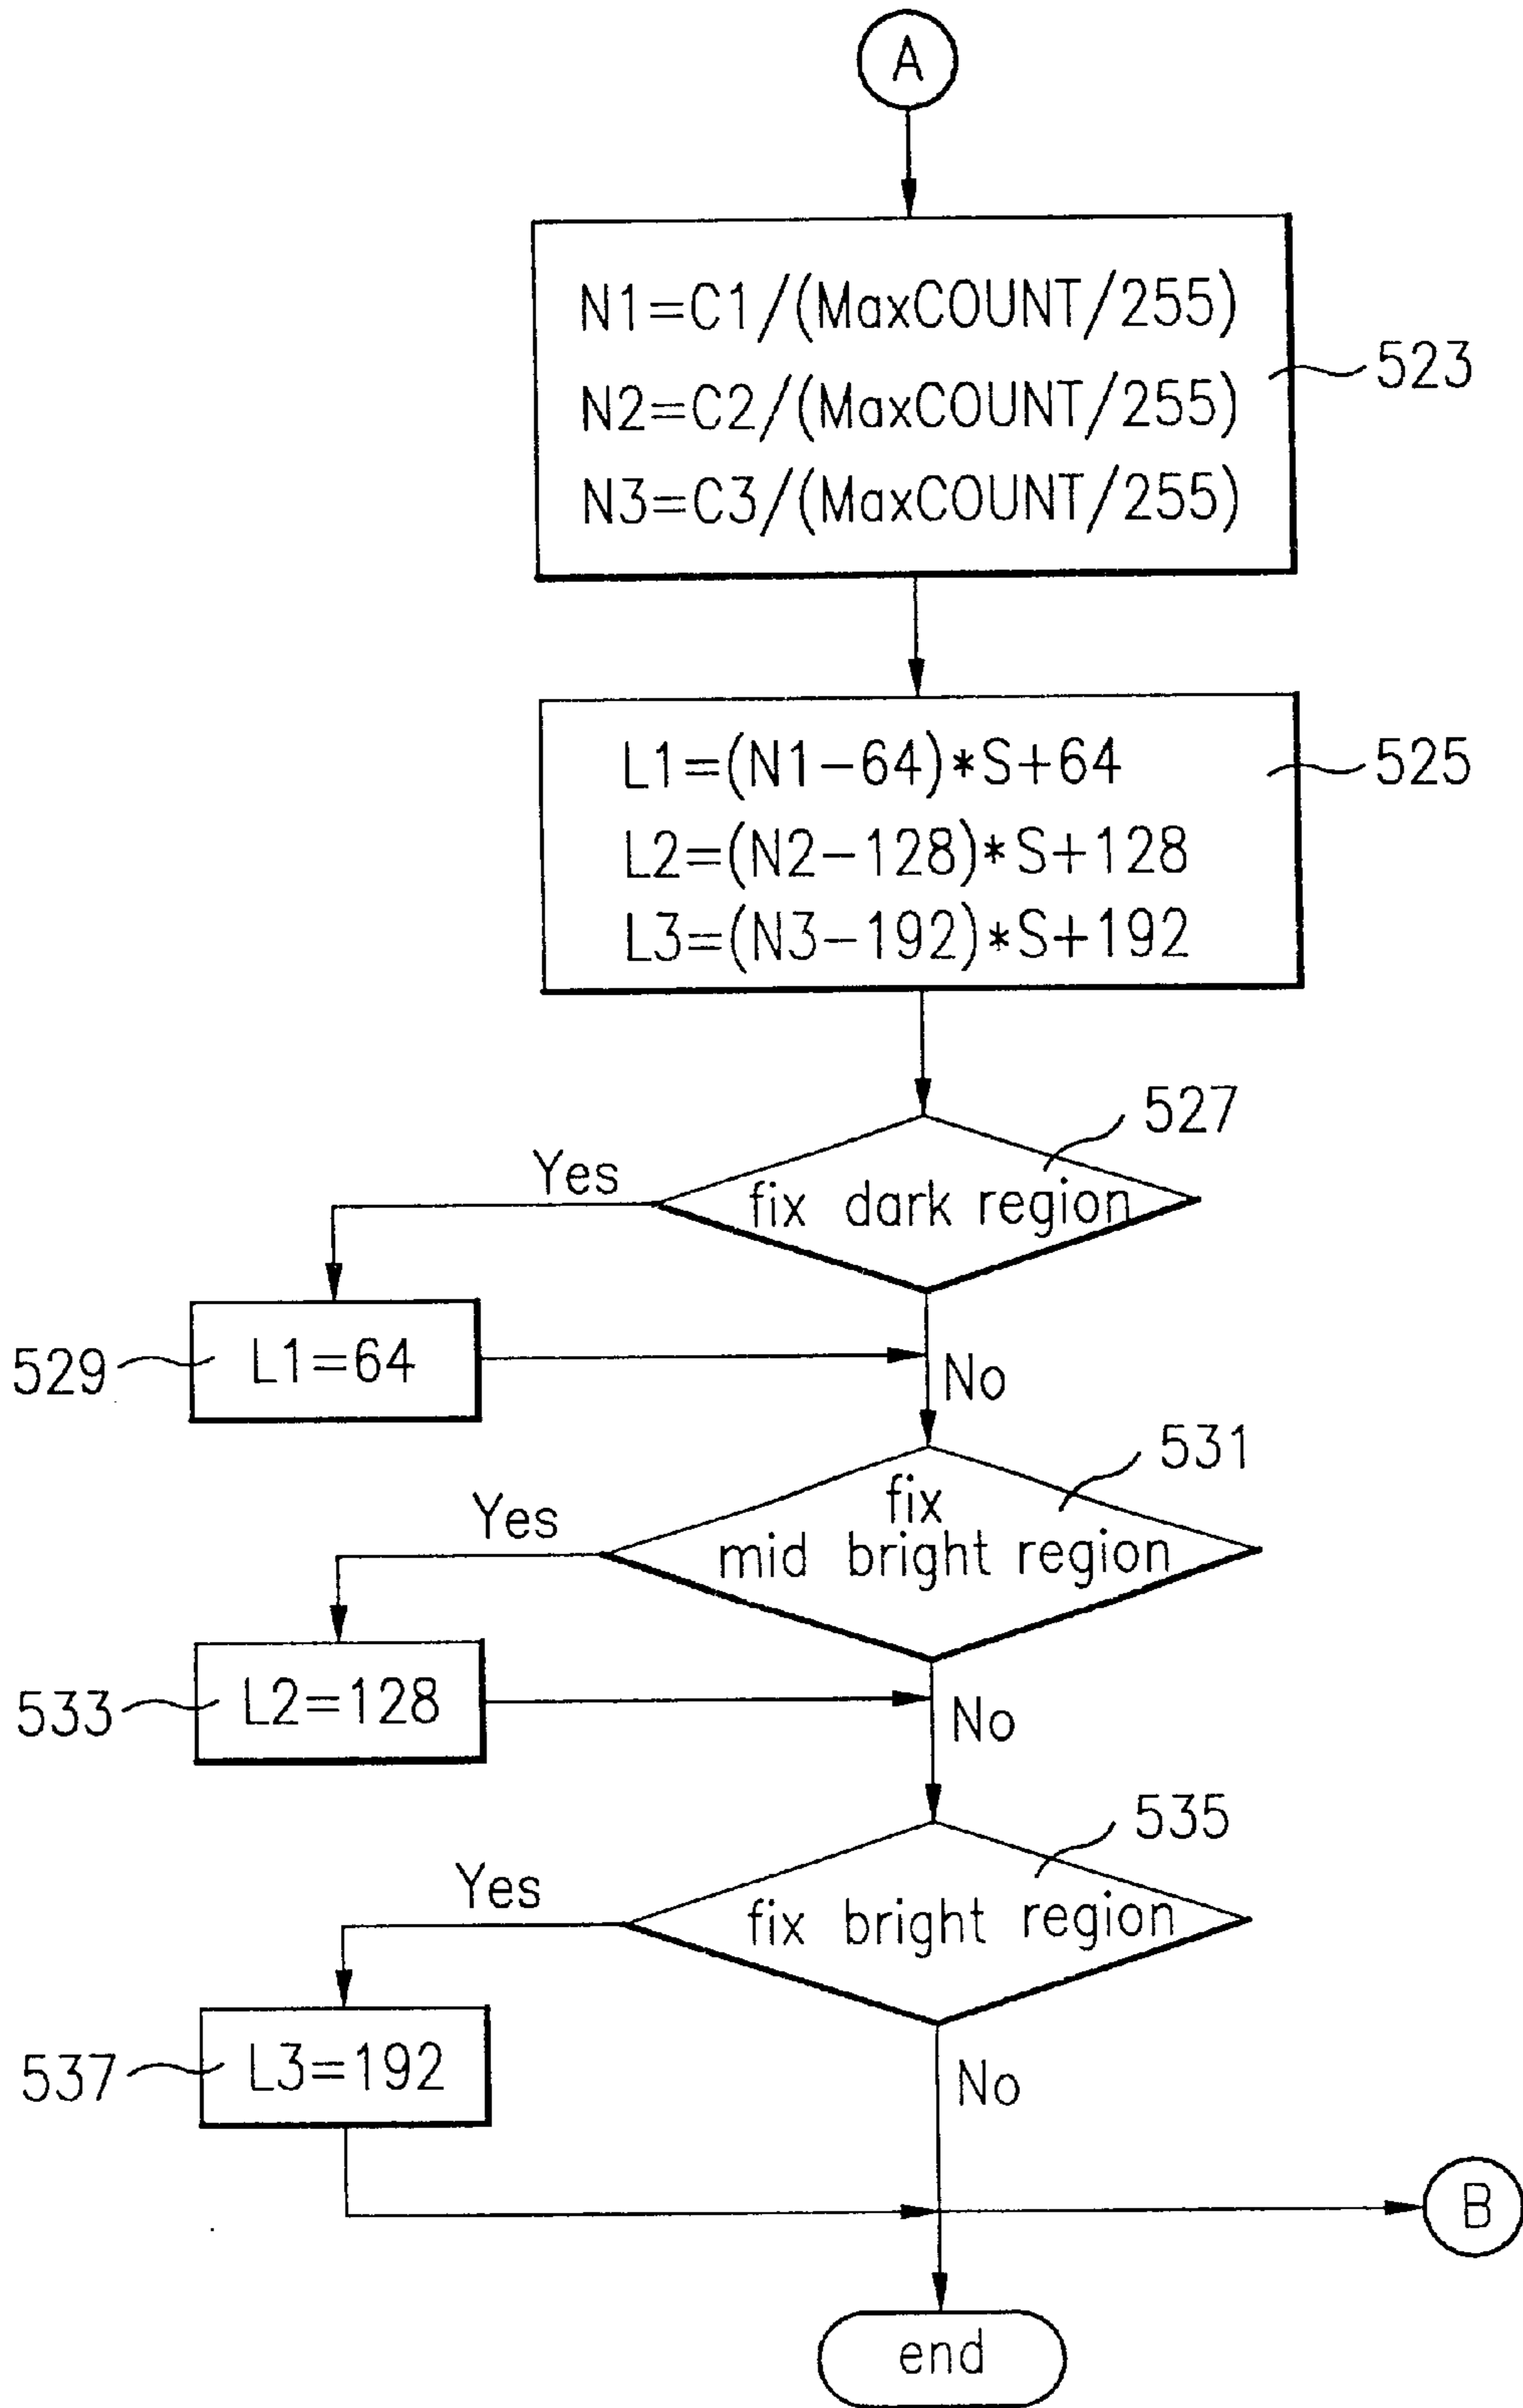 A
N1=C1/(MaxCOUNT/255)
N2=C2/(MaxCOUNT/255)
N3=C3/(MaxCOUNT/255)
523
L1=(N1-64)*S+64
L2=(N2-128)*S+128
L3=(N3-192)*S+192
525
527
Yes
fix dark region
529
L1=64
No
531
Yes
fix
mid bright region
533
L2=128
No
535
Yes
fix bright region
537
L3=192
No
B
end